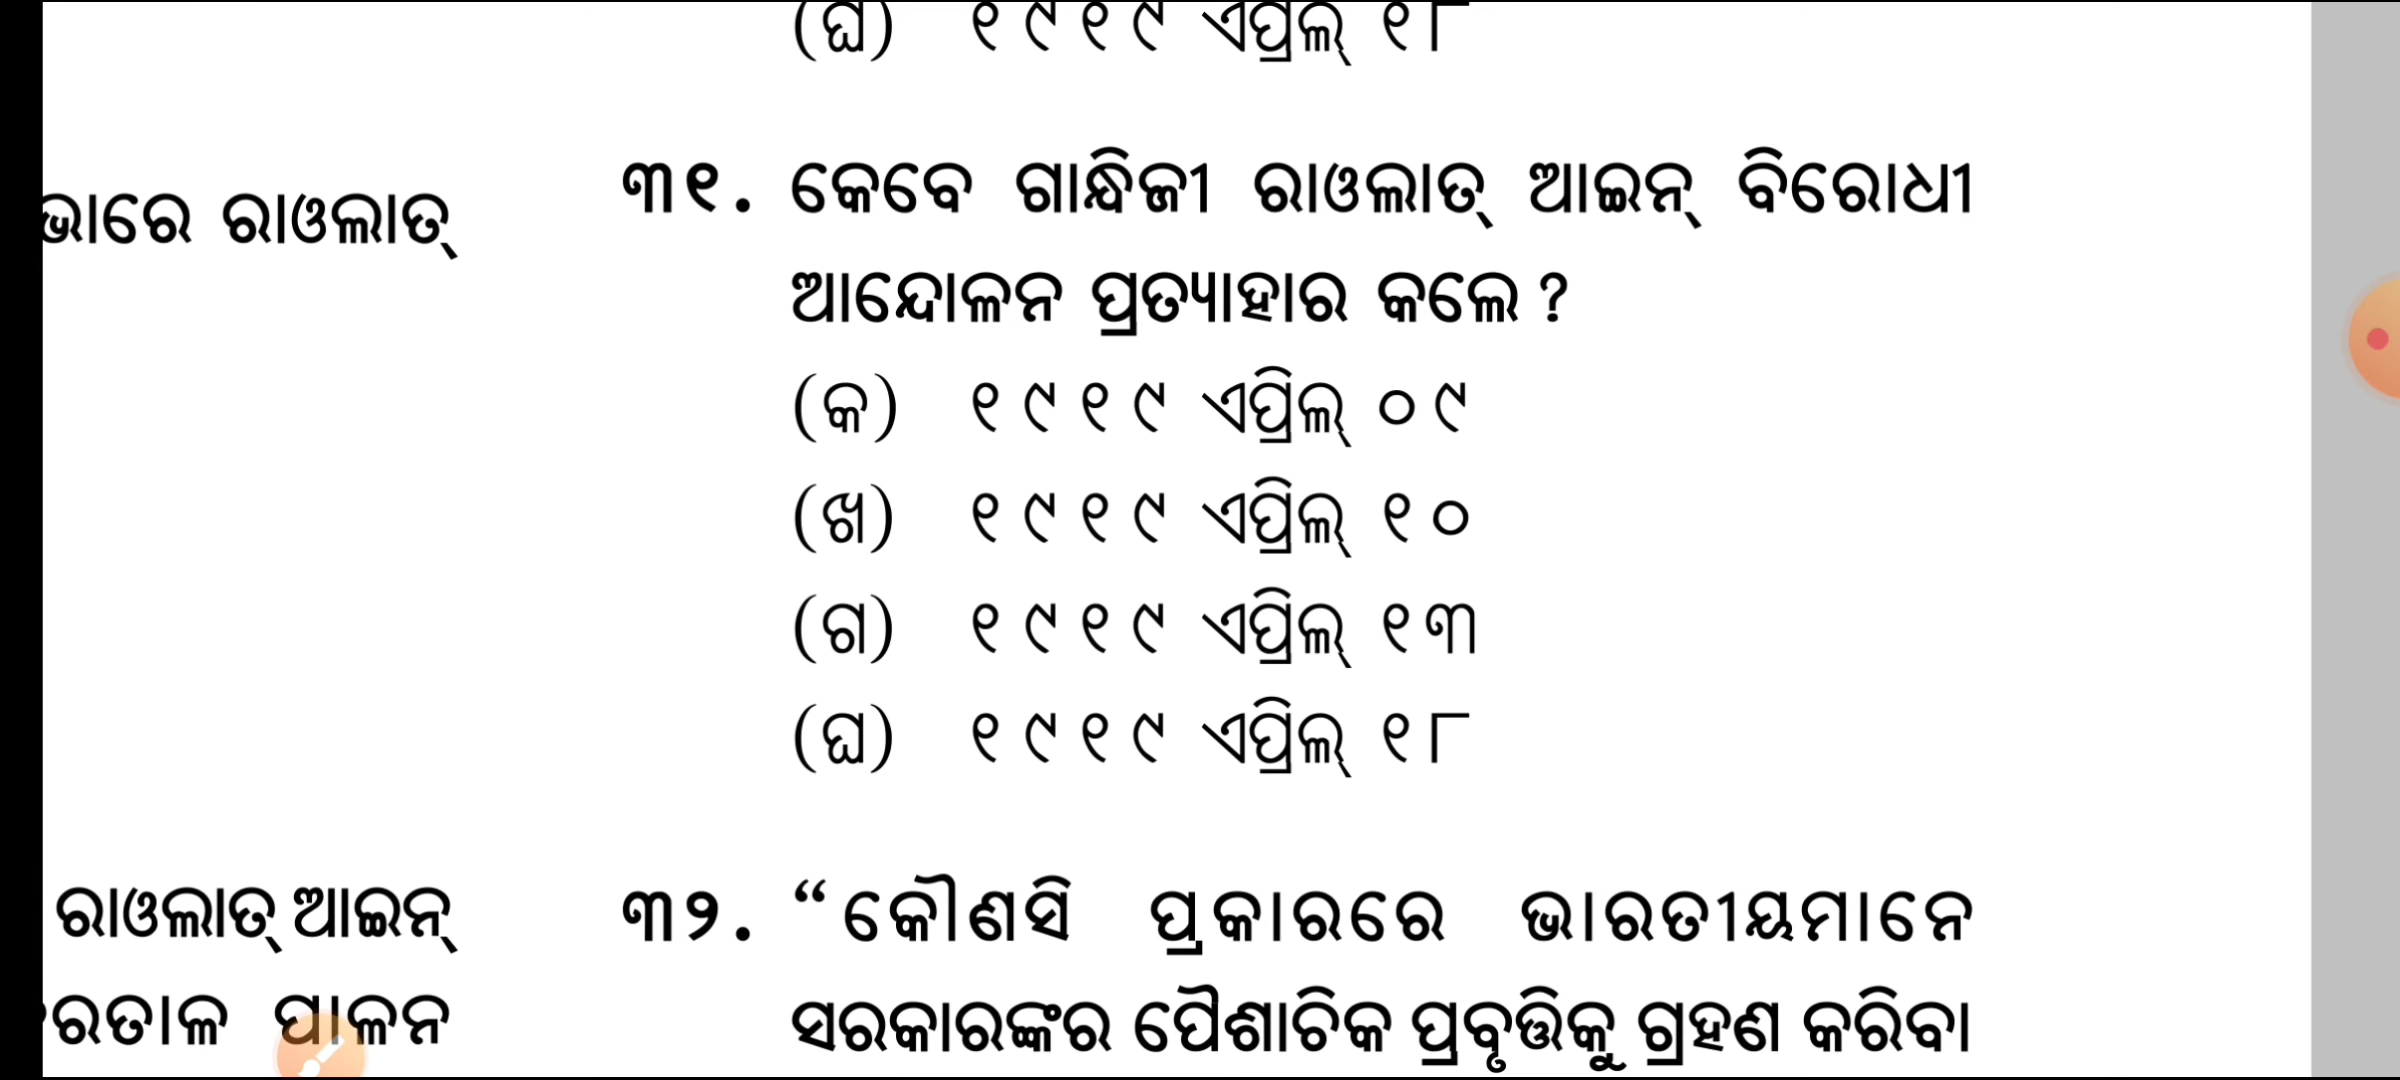 (ଘ) ୧୯୧୯ ଏପ୍ରିଲ୍ ୧୮
ଭାରେ ରାଓଲାତ୍
୩୧. କେବେ ଗାନ୍ଧିଜୀ ରାଓଲାତ୍ ଆଇନ୍ ବିରୋଧୀ
ଆନ୍ଦୋଳନ ପ୍ରତ୍ୟାହାର କଲେ ?
(କ) ୧୯୧୯ ଏପ୍ରିଲ୍ ୦୯
(ଖ) ୧୯୧୯ ଏପ୍ରିଲ୍ ୧୦
(ଗ) ୧୯୧୯ ଏପ୍ରିଲ୍ ୧୩
(ଘ) ୧୯୧୯ ଏପ୍ରିଲ୍ ୧୮
ରାଓଲାତ୍ ଆଇନ୍
ରତାଳ ପାଳନ
୩୨. “କୌଣସି ପ୍ରକାରରେ ଭାରତୀୟମାନେ
ସରକାରଙ୍କର ପୈଶାଚିକ ପ୍ରବୃତ୍ତିକୁ ଗ୍ରହଣ କରିବା